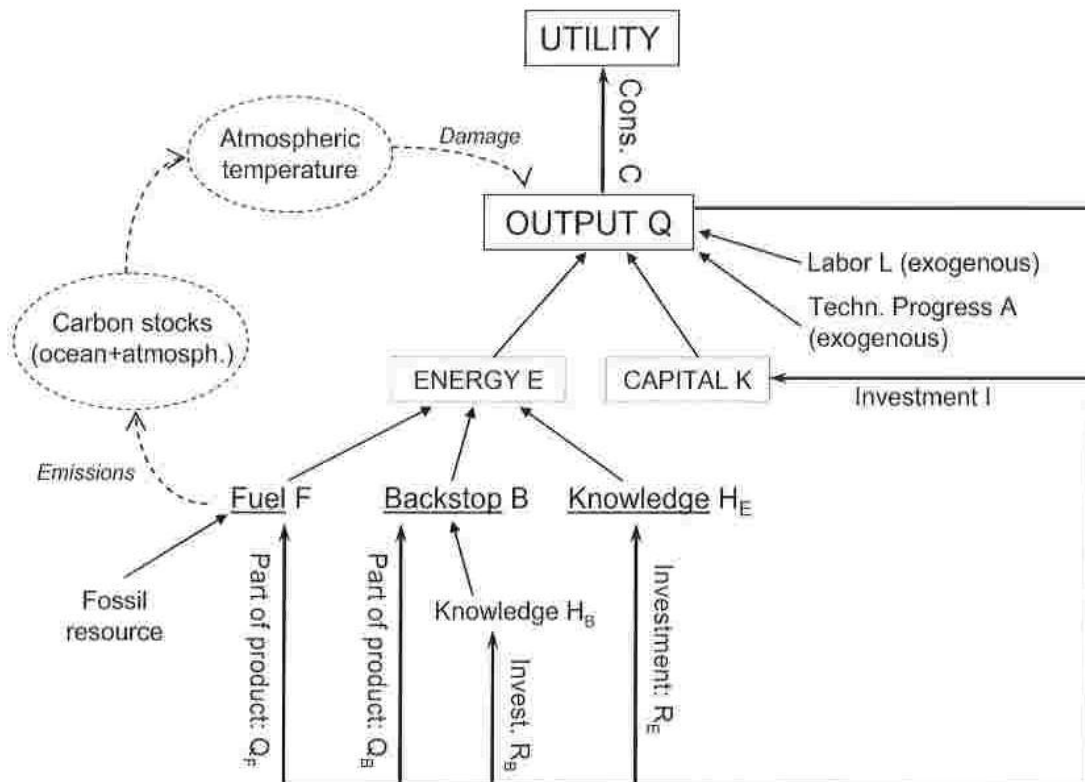 UTILITY
Cons. C
Atmospheric
temperature
Damage
OUTPUT Q
Labor L (exogenous)
Techn. Progress A
(exogenous)
Carbon stocks
(ocean+atmosph.)
ENERGY E
CAPITAL K
Investment I
Emissions
Fuel F
Backstop B
Knowledge H_E
Fossil
resource
Part of product: Q_F
Part of product: Q_B
Knowledge H_B
Invest. R_B
Investment: R_E